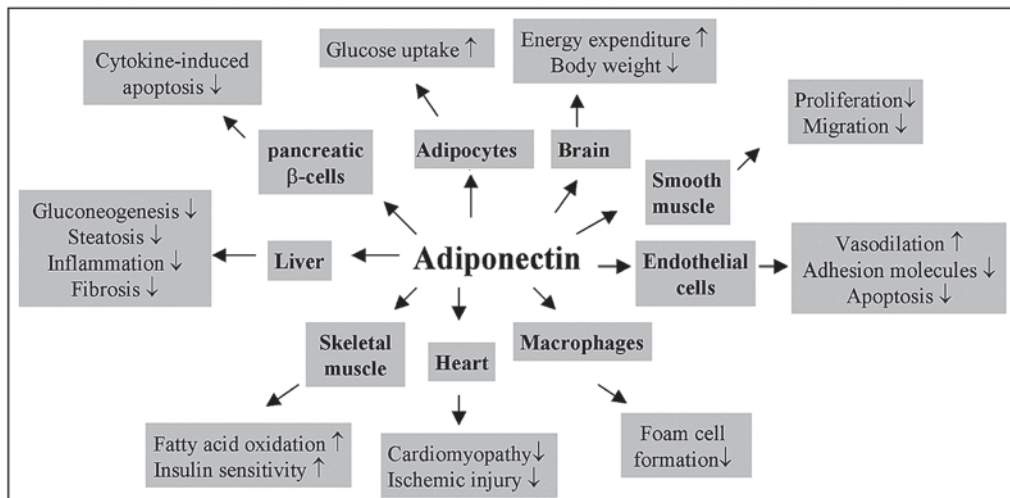 Cytokine-induced
apoptosis ↓
Glucose uptake ↑
Energy expenditure ↑
Body weight ↓
Proliferation↓
Migration ↓
pancreatic
β-cells
Adipocytes
Brain
Smooth
muscle
Gluconeogenesis ↓
Steatosis ↓
Inflammation ↓
Fibrosis ↓
Liver
Adiponectin
Endothelial
cells
Vasodilation ↑
Adhesion molecules ↓
Apoptosis ↓
Skeletal
muscle
Heart
Macrophages
Fatty acid oxidation ↑
Insulin sensitivity ↑
Cardiomyopathy↓
Ischemic injury ↓
Foam cell
formation↓